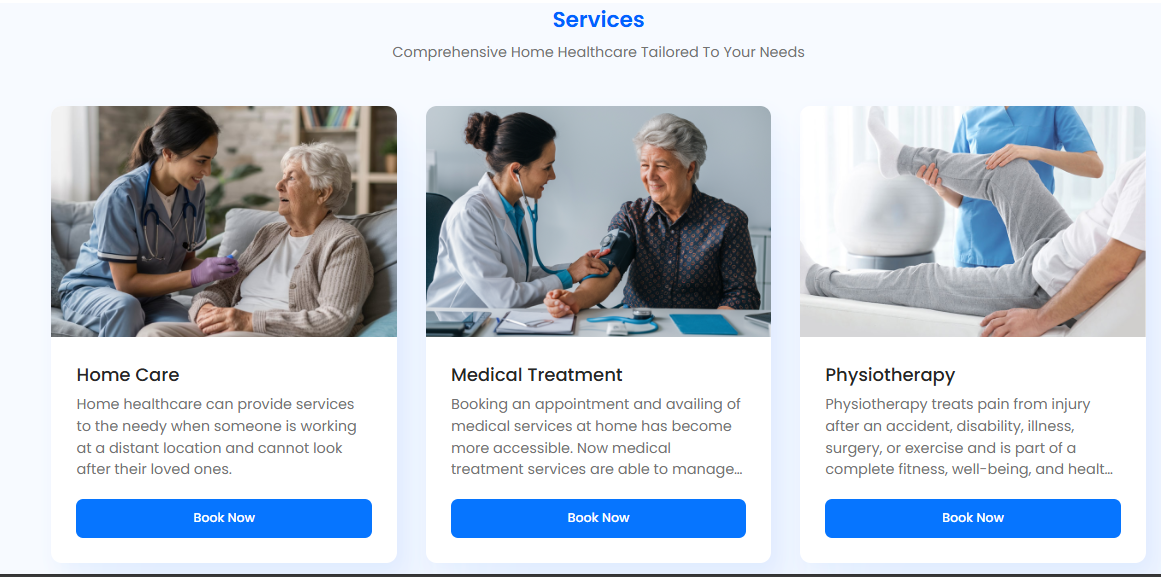 Services
Comprehensive Home Healthcare Tailored To Your Needs
Home Care
Home healthcare can provide services
to the needy when someone is working
at a distant location and cannot look
after their loved ones.
Book Now
Medical Treatment
Booking an appointment and availing of
medical services at home has become
more accessible. Now medical
treatment services are able to manage...
Book Now
Physiotherapy
Physiotherapy treats pain from injury
after an accident, disability, illness,
surgery, or exercise and is part of a
complete fitness, well-being, and healt...
Book Now